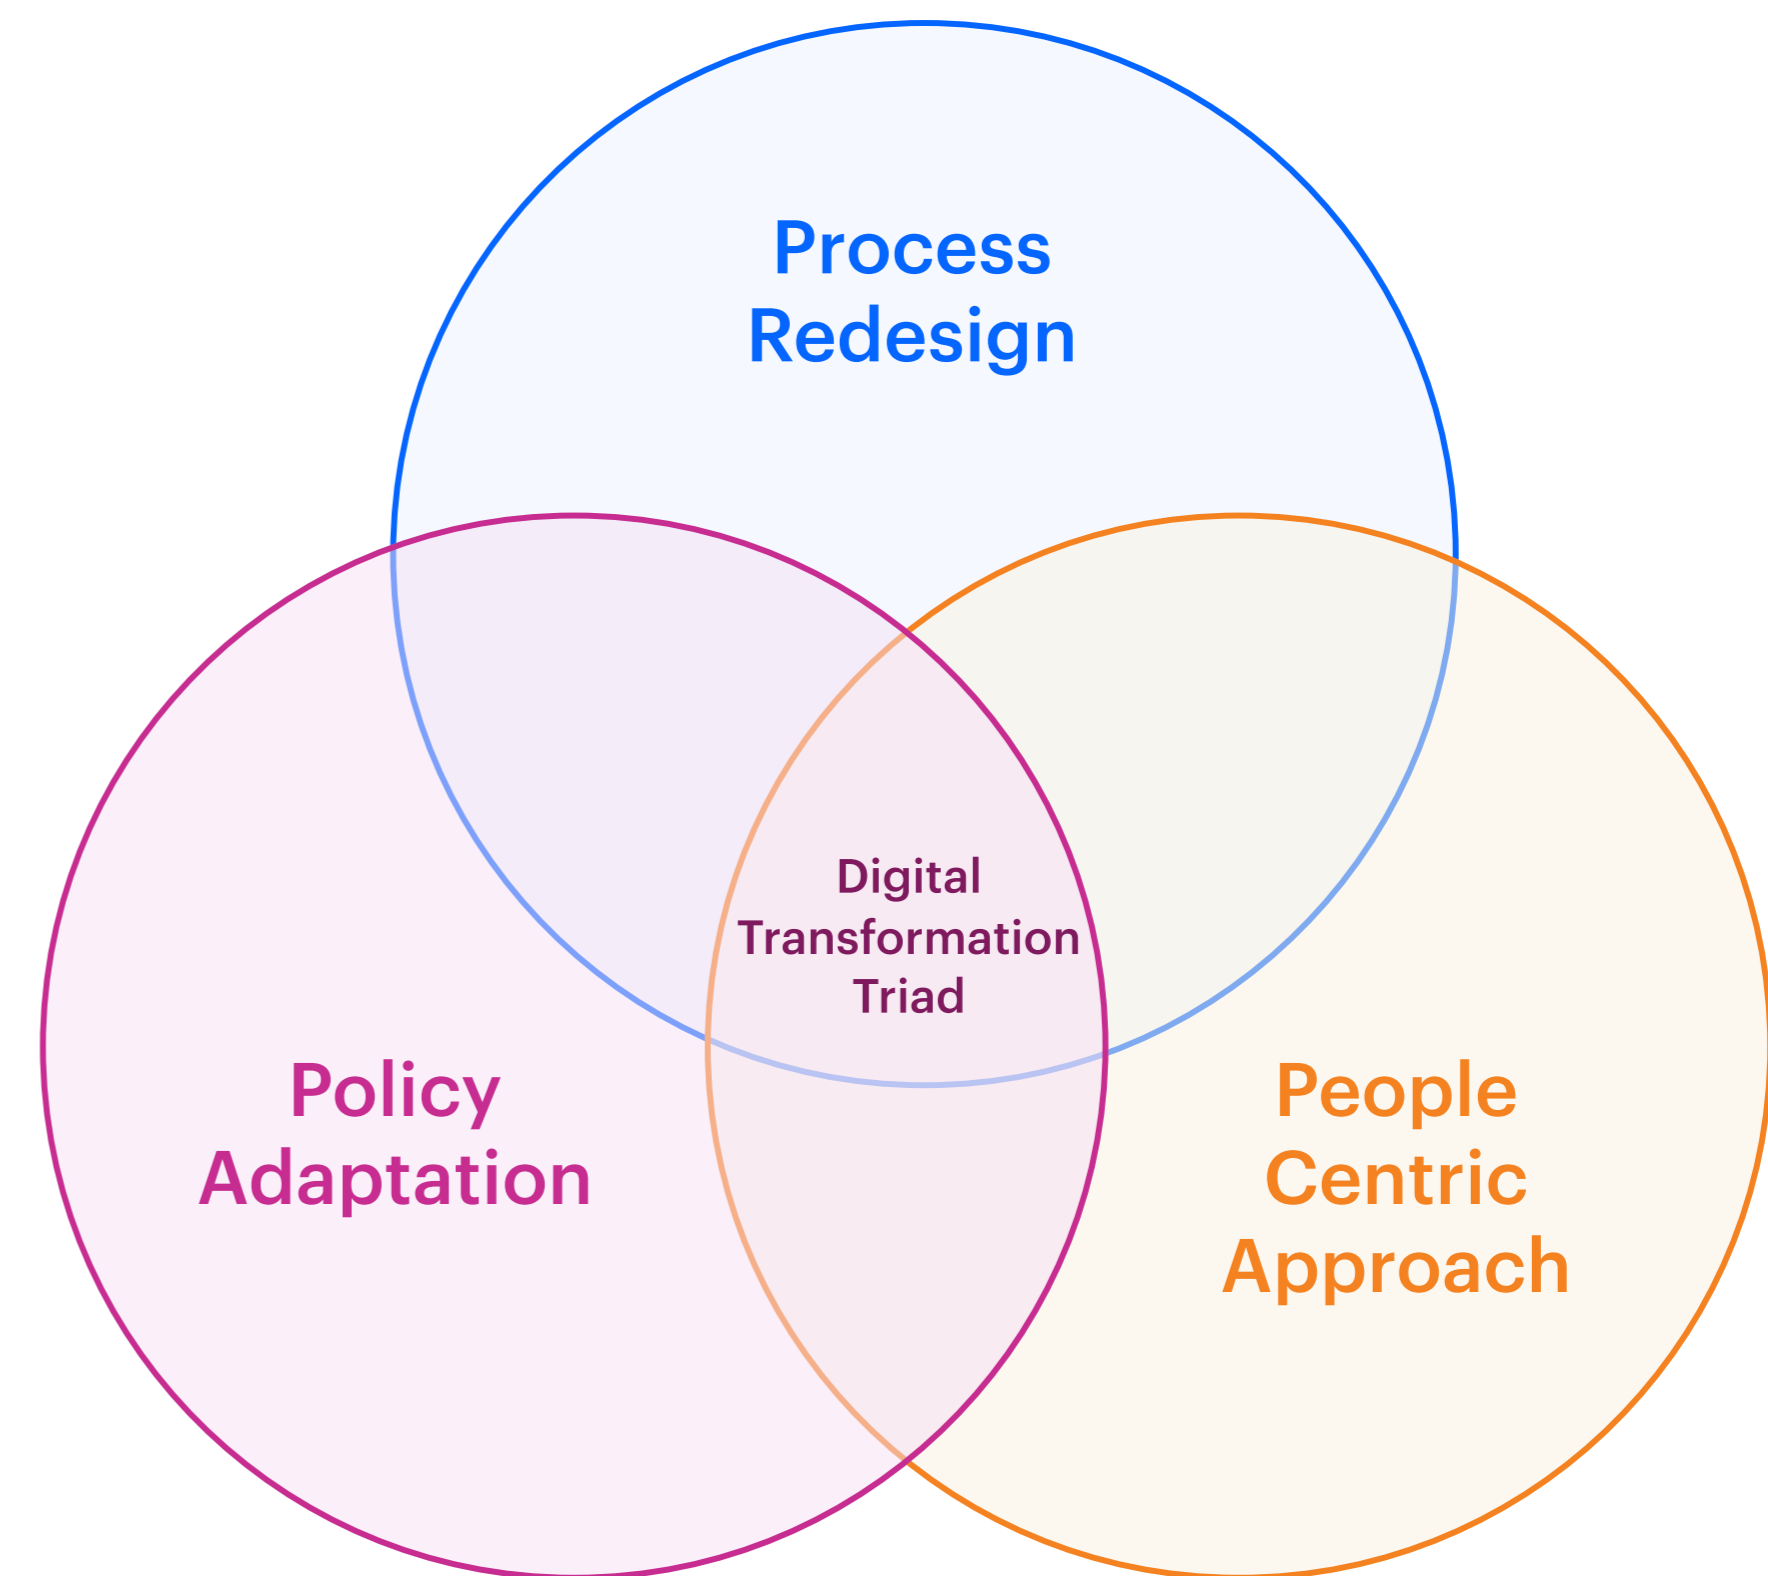 Process
Redesign
Digital
Transformation
Triad
Policy
Adaptation
People
Centric
Approach